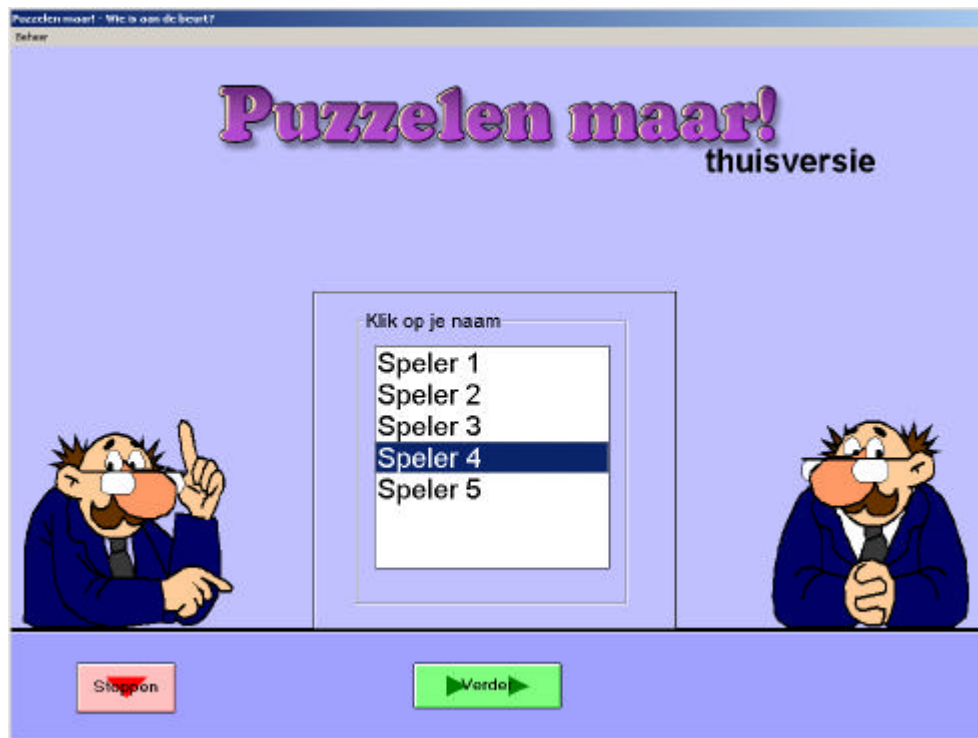 Puzzelen maar! - Wie is aan de beurt?
Beheer
Puzzelen maar!
thuisversie
Klik op je naam
Speler 1
Speler 2
Speler 3
Speler 4
Speler 5
Stoppen
Verder